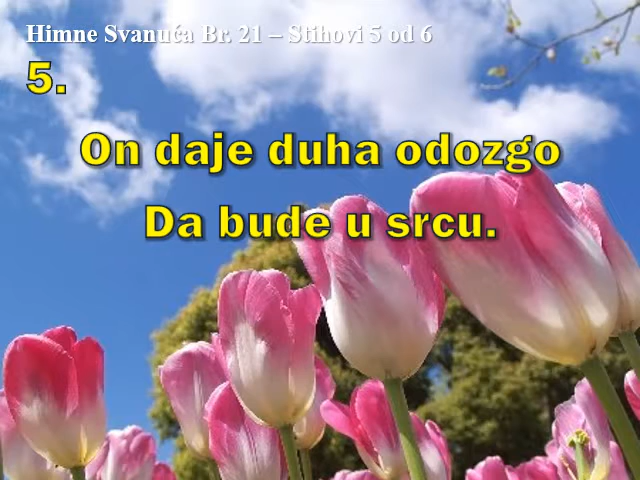 Himne Svanuća Br. 21 – Stihovi 5 od 6
5.
On daje duha odozgo
Da bude u srcu.